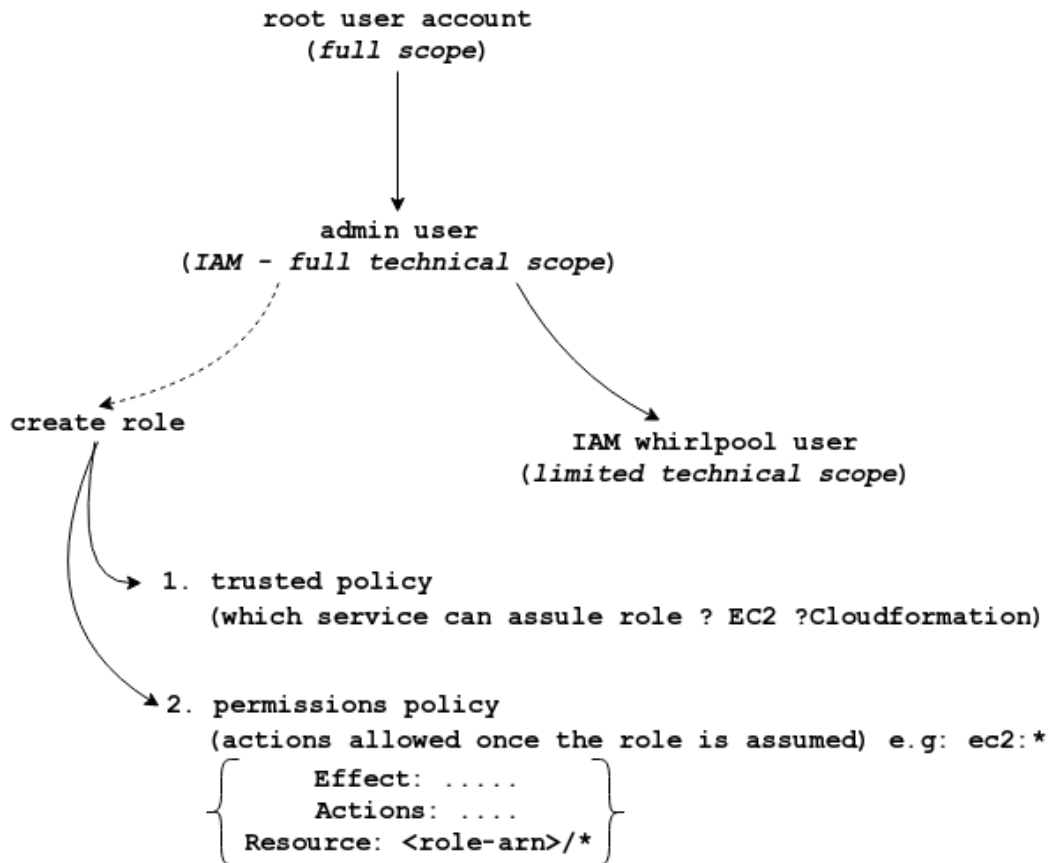 root user account
(full scope)
admin user
(IAM - full technical scope)
create role
IAM whirlpool user
(limited technical scope)
1. trusted policy
(which service can assule role ? EC2 ?Cloudformation)
2. permissions policy
(actions allowed once the role is assumed) e.g: ec2:*
Effect: .....
Actions: ....
Resource: <role-arn>/*